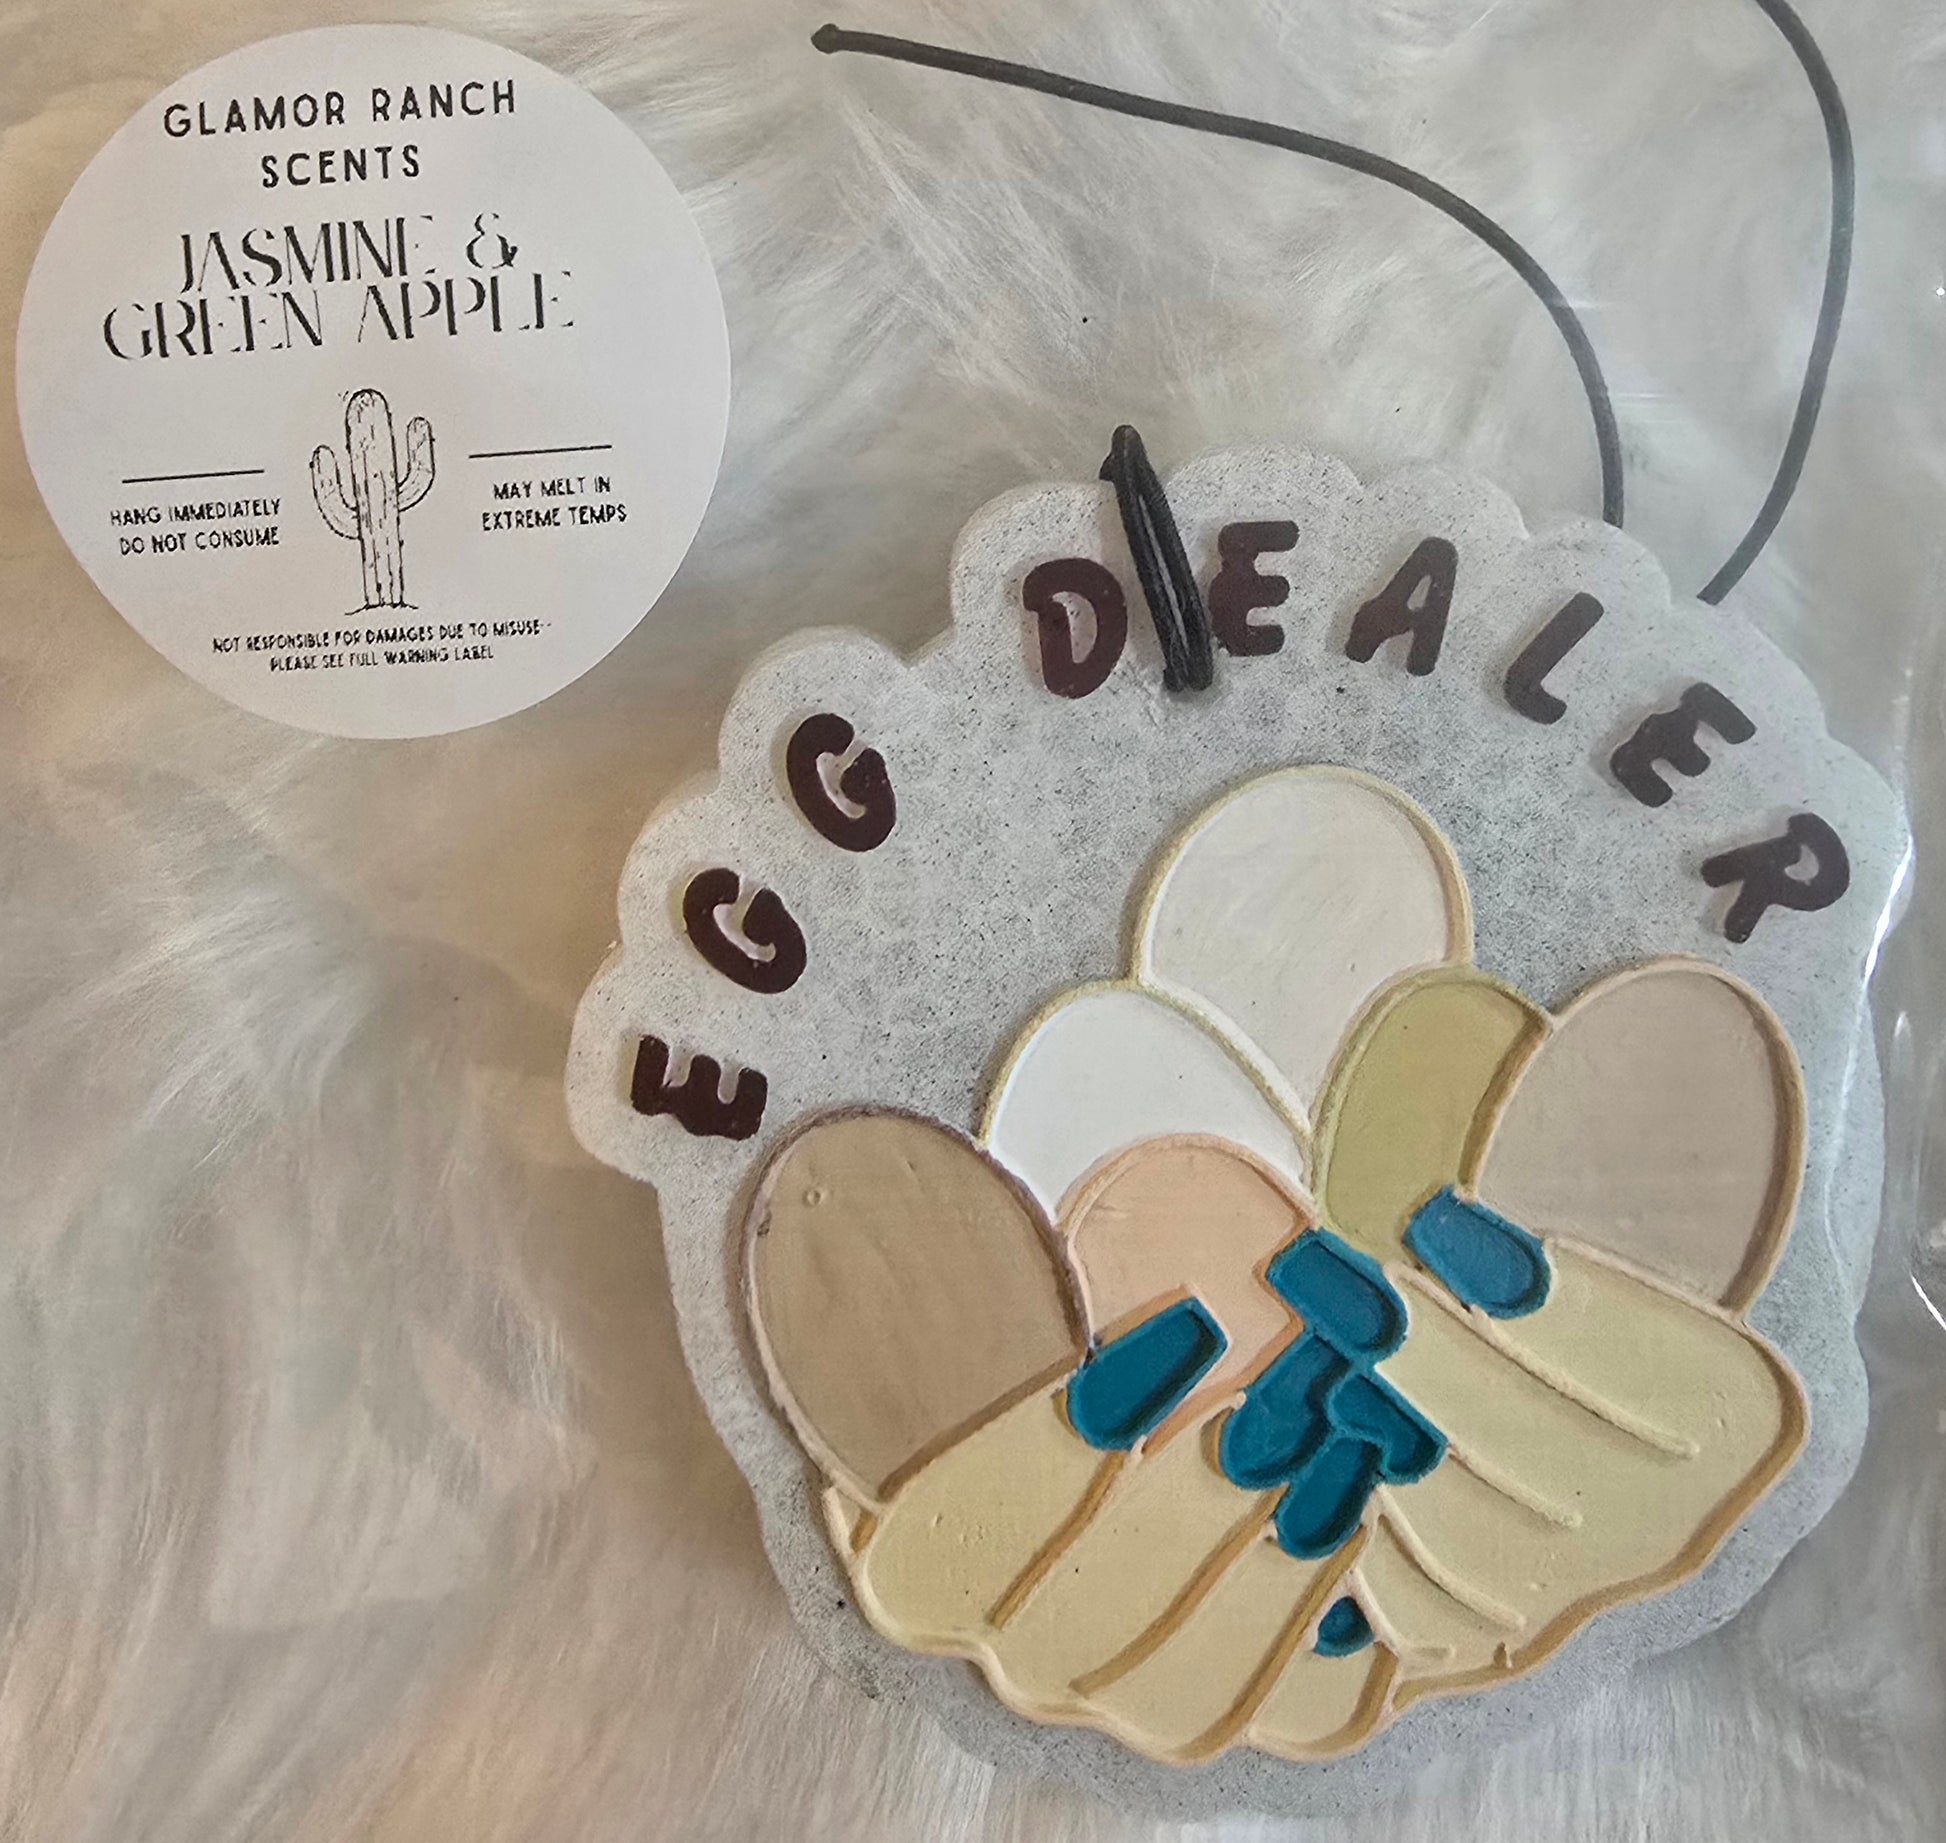 GLAMOR RANCH
SCENTS
JASMINE &
GREEN APPLE
HANG IMMEDIATELY
DO NOT CONSUME
MAY MELT IN
EXTREME TEMPS
NOT RESPONSIBLE FOR DAMAGES DUE TO MISUSE--
PLEASE SEE FULL WARNING LABEL
EGG DEALER